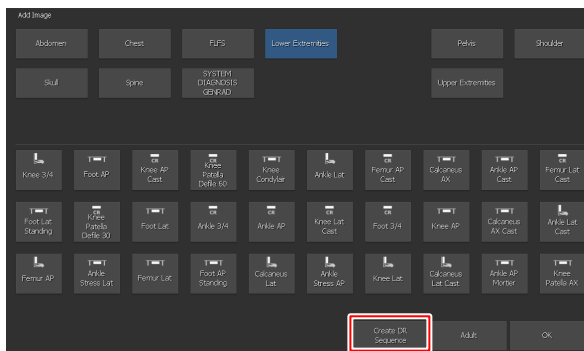 Add Image
Abdomen
Chest
FLFS
Lower Extremities
Pelvis
Shoulder
Skull
Spine
SYSTEM
DIAGNOSIS
GENRAD
Upper Extremities
Knee 3/4
T T
Foot AP
CR
Knee AP
Cast
CR
Knee
Patella
Defile 60
T T
Knee
Condylar
Ankle Lat
CR
Femur AP
Cast
T T
Calcaneus
AX
T T
Ankle AP
Cast
CR
Femur Lat
Cast
T T
Foot Lat
Standing
CR
Knee
Patella
Defile 30
T T
Foot Lat
CR
Ankle 3/4
CR
Ankle AP
CR
Knee Lat
Cast
CR
Foot 3/4
T T
Knee AP
T T
Calcaneus
AX Cast
Ankle Lat
Cast
Femur AP
T T
Ankle
Stress Lat
T T
Femur Lat
T T
Foot AP
Standing
Calcaneus
Lat
Ankle
Stress AP
Knee Lat
Calcaneus
Lat Cast
T T
Ankle AP
Morter
T T
Knee
Patella AX
Create DR
Sequence
Adult
OK